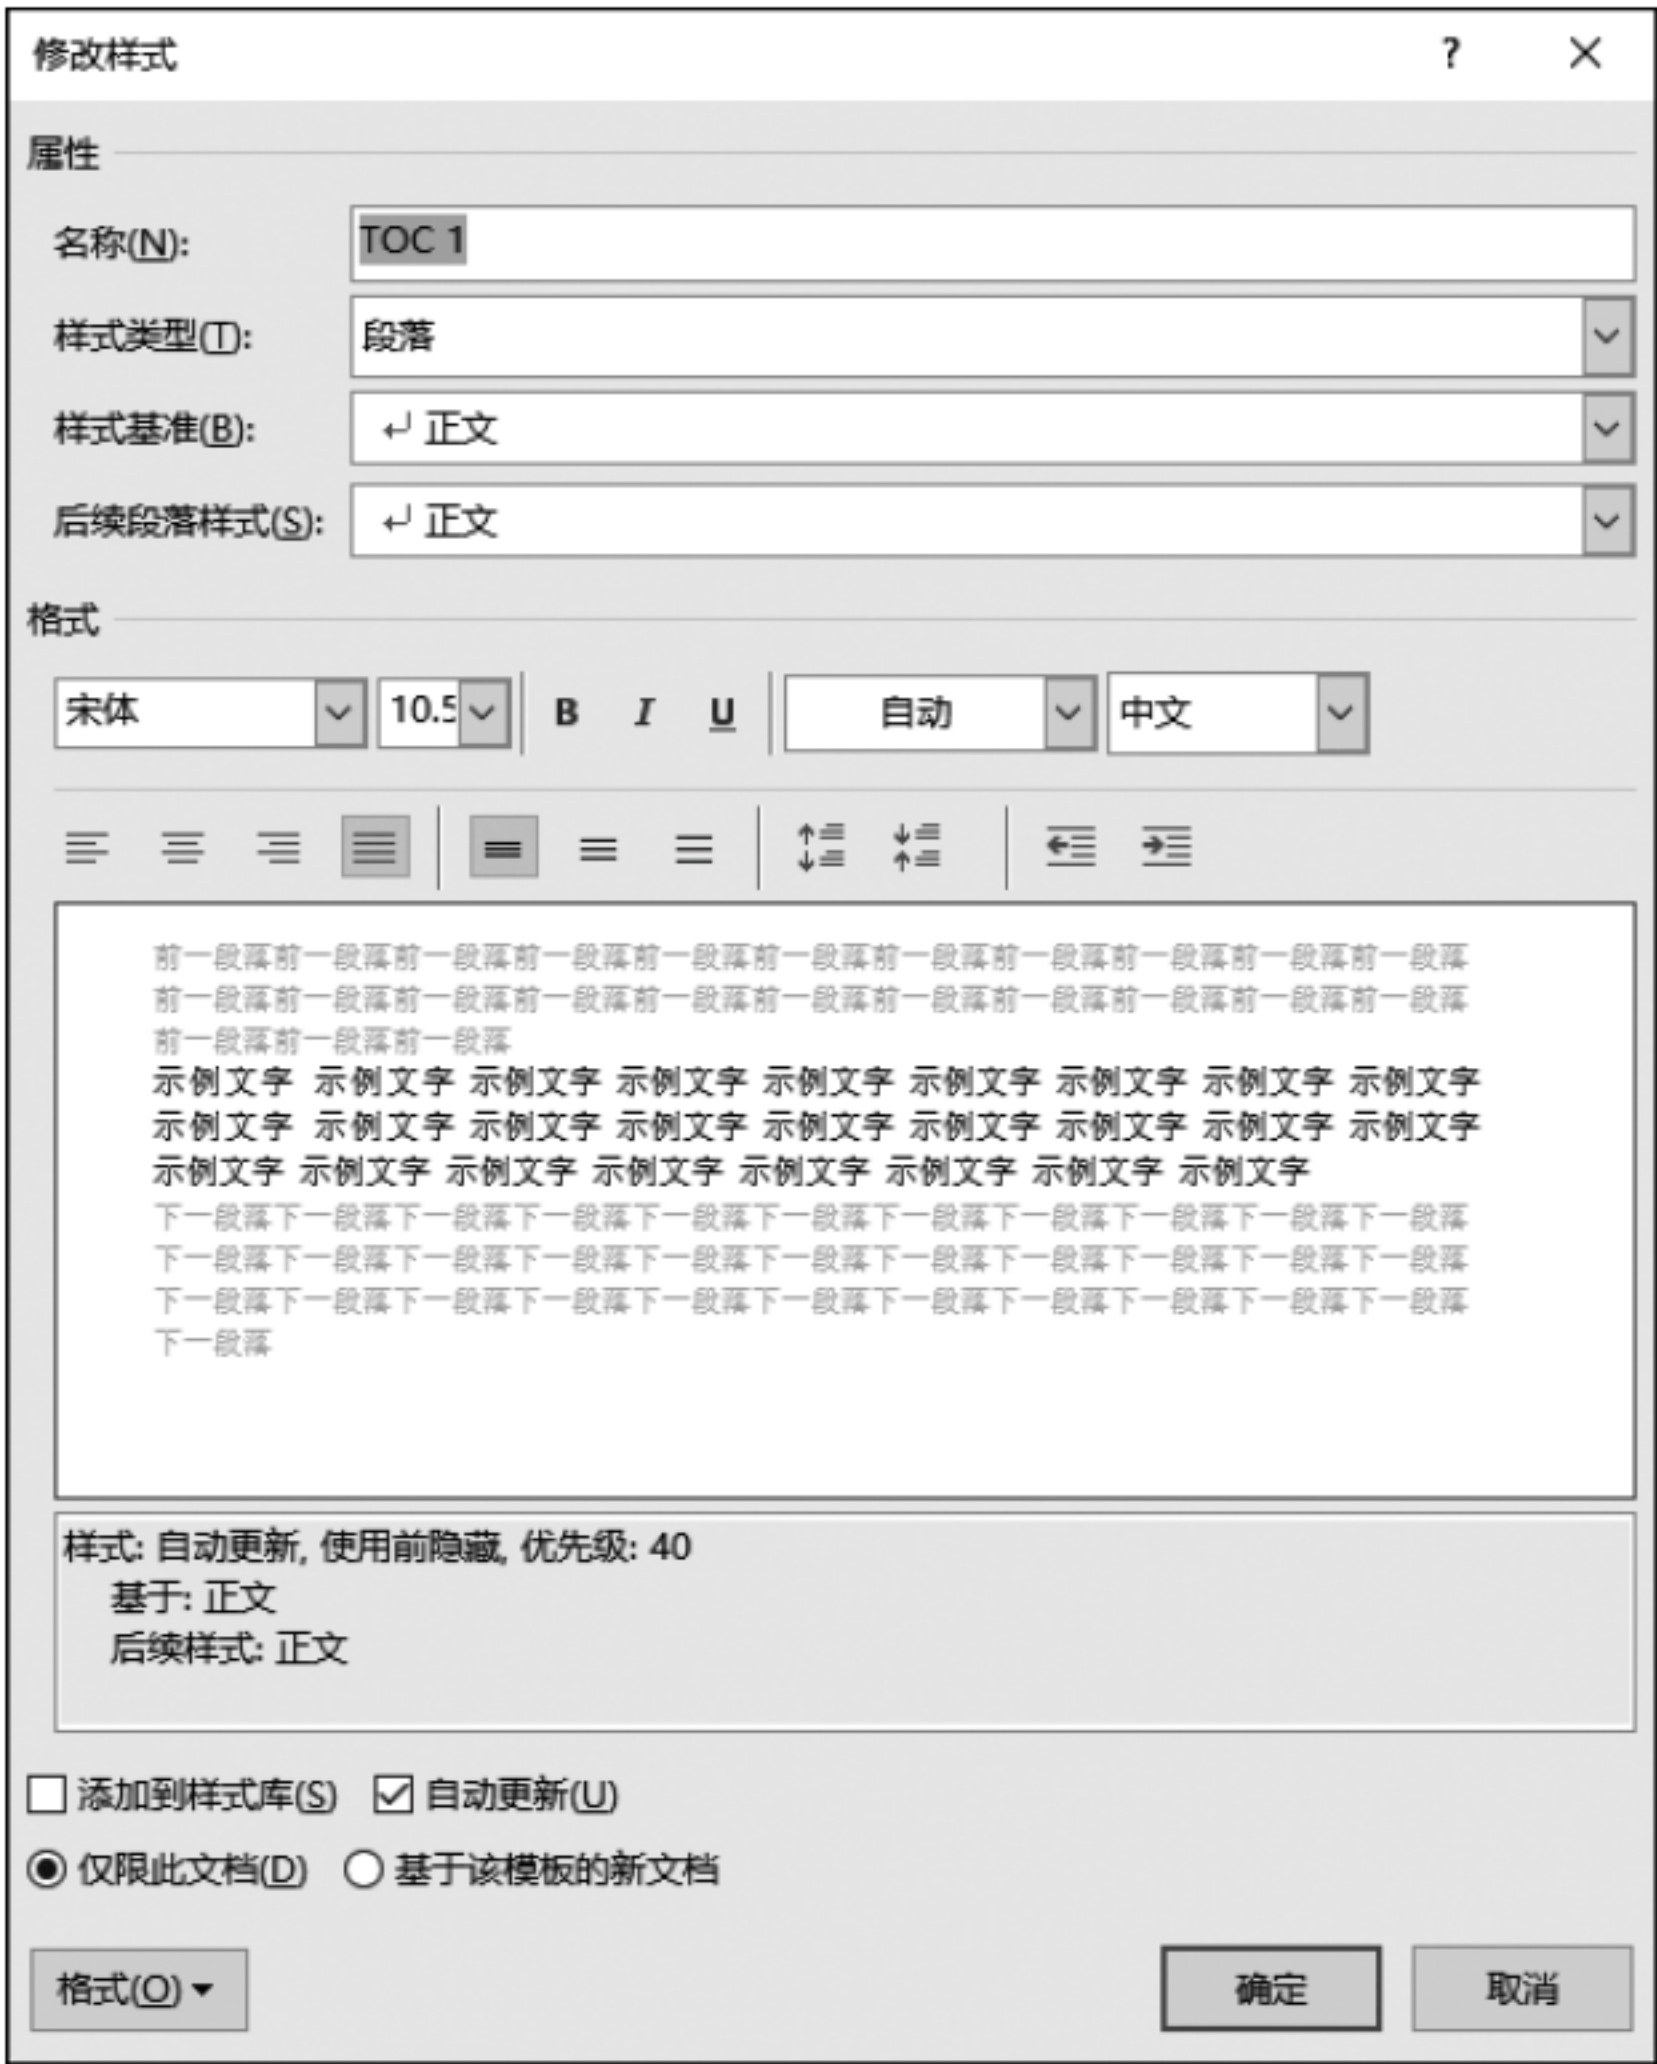 修改样式 ? ×
属性
名称(N): TOC 1
样式类型(T): 段落
样式基准(B): ↵ 正文
后续段落样式(S): ↵ 正文
格式
宋体 10.5 B I U 自动 中文
前一段落前一段落前一段落前一段落前一段落前一段落前一段落前一段落前一段落前一段落前一段落
前一段落前一段落前一段落前一段落前一段落前一段落前一段落前一段落前一段落前一段落前一段落
前一段落前一段落前一段落
示例文字 示例文字 示例文字 示例文字 示例文字 示例文字 示例文字 示例文字 示例文字
示例文字 示例文字 示例文字 示例文字 示例文字 示例文字 示例文字 示例文字 示例文字
示例文字 示例文字 示例文字 示例文字 示例文字 示例文字 示例文字 示例文字
下一段落下一段落下一段落下一段落下一段落下一段落下一段落下一段落下一段落下一段落下一段落
下一段落下一段落下一段落下一段落下一段落下一段落下一段落下一段落下一段落下一段落下一段落
下一段落下一段落下一段落下一段落下一段落下一段落下一段落下一段落下一段落下一段落下一段落
下一段落
样式: 自动更新, 使用前隐藏, 优先级: 40
基于: 正文
后续样式: 正文
添加到样式库(S) 自动更新(U)
仅限此文档(D) 基于该模板的新文档
格式(O) 确定 取消